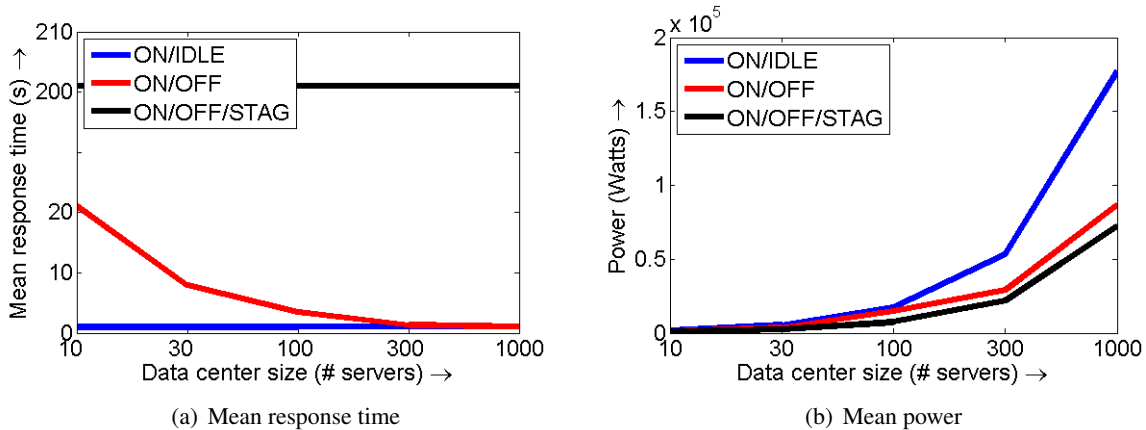 210
200
20
10
0
Mean response time (s) →
ON/IDLE
ON/OFF
ON/OFF/STAG
10 30 100 300 1000
Data center size (# servers) →
(a) Mean response time
2 x 10^5
1.5
1
0.5
0
Power (Watts) →
ON/IDLE
ON/OFF
ON/OFF/STAG
10 30 100 300 1000
Data center size (# servers) →
(b) Mean power